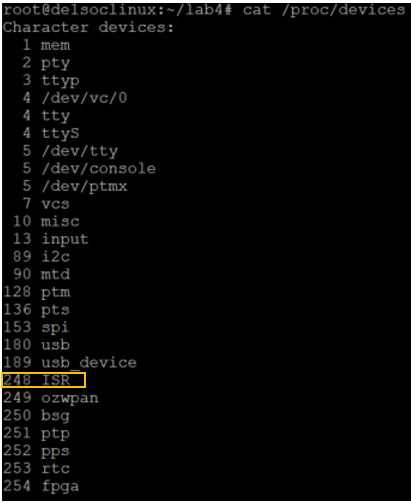 root@delsoclinux:~/lab4# cat /proc/devices
Character devices:
  1 mem
  2 pty
  3 ttyp
  4 /dev/vc/0
  4 tty
  4 ttyS
  5 /dev/tty
  5 /dev/console
  5 /dev/ptmx
  7 vcs
 10 misc
 13 input
 89 i2c
 90 mtd
128 ptm
136 pts
153 spi
180 usb
189 usb_device
248 ISR
249 ozwpan
250 bsg
251 ptp
252 pps
253 rtc
254 fpga